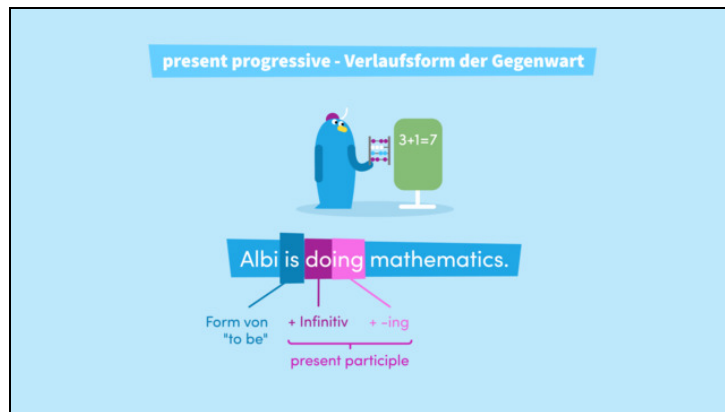 present progressive - Verlaufsform der Gegenwart
3+1=7
Albi is doing mathematics.
Form von + Infinitiv + -ing
"to be"
present participle